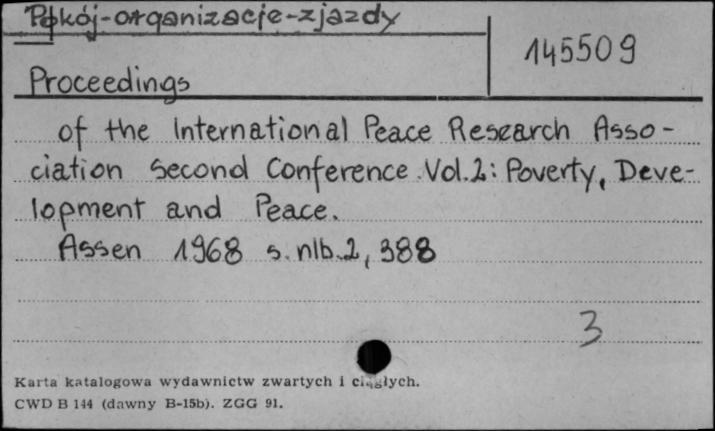 Pokój-organizacje-zjazdy
145509
Proceedings
of the International Peace Research Asso-
ciation Second Conference. Vol. 2: Poverty, Deve-
lopment and Peace.
Assen 1968 s. nlb. 2, 388
3
Karta katalogowa wydawnictw zwartych i ciągłych.
CWD B 144 (dawny B-15b). ZGG 91.